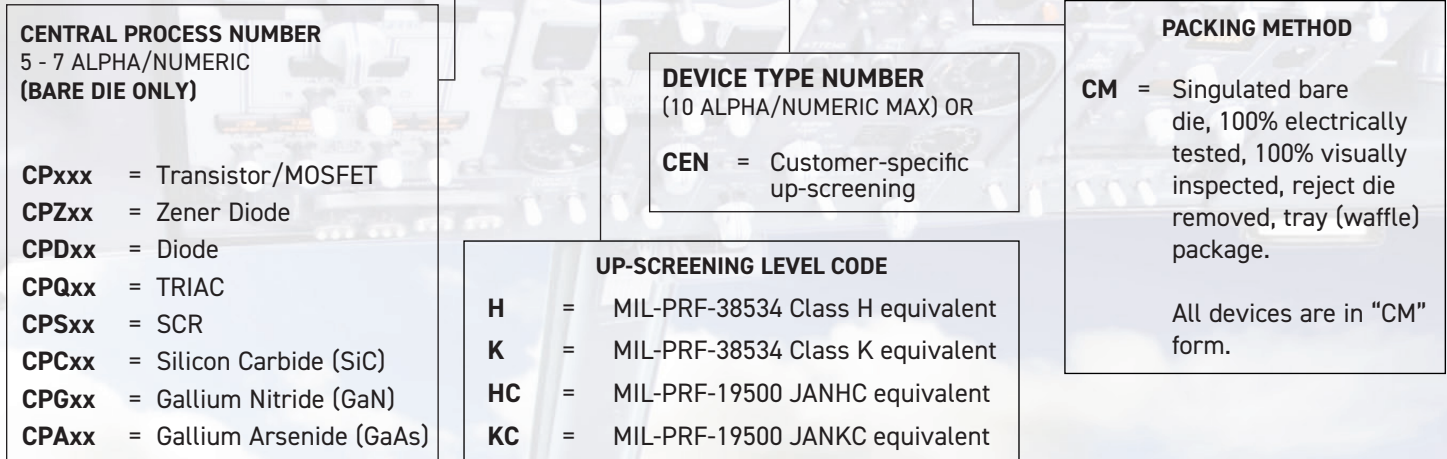 CENTRAL PROCESS NUMBER
5 - 7 ALPHA/NUMERIC
(BARE DIE ONLY)
CPxxx = Transistor/MOSFET
CPZxx = Zener Diode
CPDxx = Diode
CPQxx = TRIAC
CPSxx = SCR
CPCxx = Silicon Carbide (SiC)
CPGxx = Gallium Nitride (GaN)
CPAxx = Gallium Arsenide (GaAs)
UP-SCREENING LEVEL CODE
H = MIL-PRF-38534 Class H equivalent
K = MIL-PRF-38534 Class K equivalent
HC = MIL-PRF-19500 JANHC equivalent
KC = MIL-PRF-19500 JANKC equivalent
DEVICE TYPE NUMBER
(10 ALPHA/NUMERIC MAX) OR
CEN = Customer-specific
up-screening
PACKING METHOD
CM = Singulated bare
die, 100% electrically
tested, 100% visually
inspected, reject die
removed, tray (waffle)
package.
All devices are in “CM”
form.